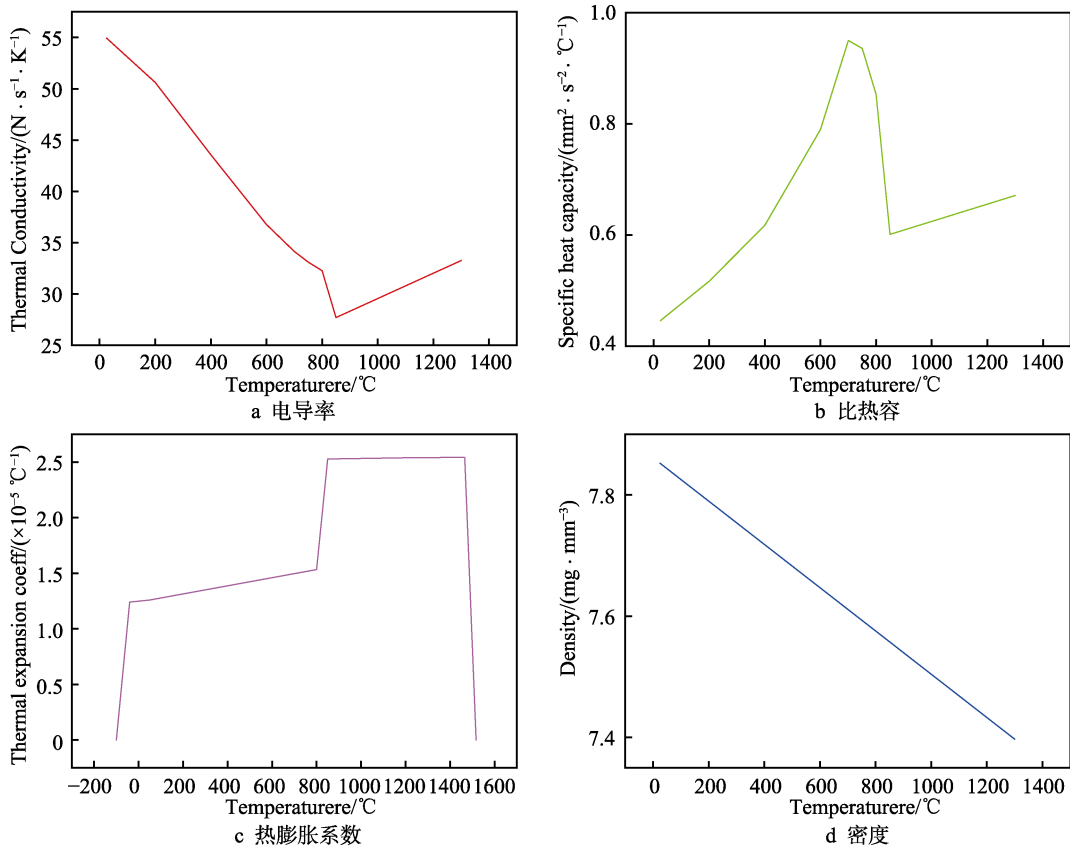 Thermal Conductivity/(N · s⁻¹ · K⁻¹)
55
50
45
40
35
30
25
0 200 400 600 800 1000 1200 1400
Temperaturere/℃
a 电导率
Specific heat capacity/(mm² · s⁻² · ℃⁻¹)
1.0
0.8
0.6
0.4
0 200 400 600 800 1000 1200 1400
Temperaturere/℃
b 比热容
Thermal expansion coeff/(×10⁻⁵ ℃⁻¹)
2.5
2.0
1.5
1.0
0.5
0
−200 0 200 400 600 800 1000 1200 1400 1600
Temperaturere/℃
c 热膨胀系数
Density/(mg · mm⁻³)
7.8
7.6
7.4
0 200 400 600 800 1000 1200 1400
Temperaturere/℃
d 密度